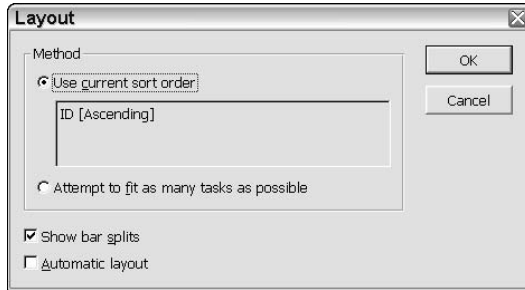 Layout
Method
OK
Use current sort order
Cancel
ID [Ascending]
Attempt to fit as many tasks as possible
Show bar splits
Automatic layout